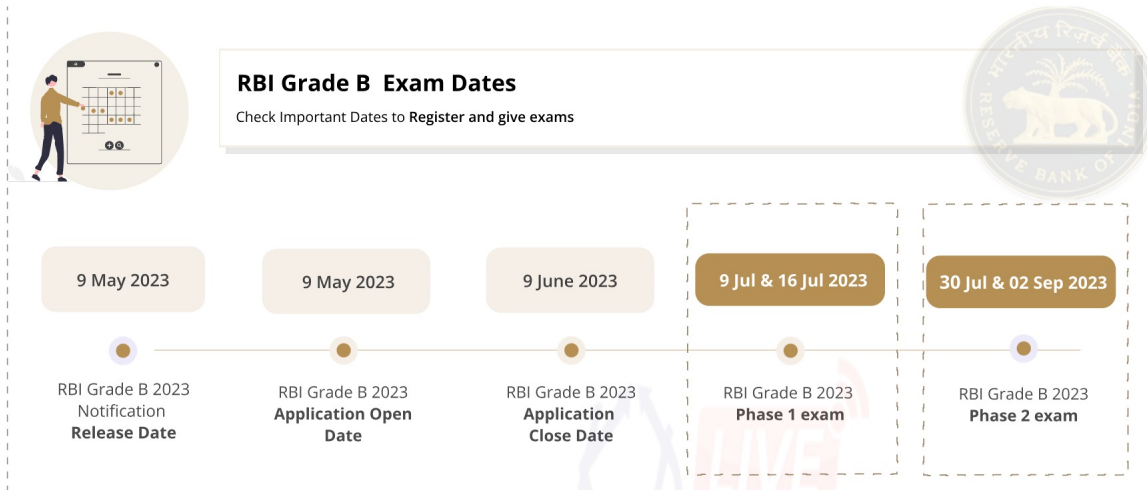 RBI Grade B  Exam Dates
Check Important Dates to Register and give exams
भारतीय रिज़र्व बैंक
RESERVE BANK OF INDIA
9 May 2023
9 May 2023
9 June 2023
9 Jul & 16 Jul 2023
30 Jul & 02 Sep 2023
RBI Grade B 2023
Notification
Release Date
RBI Grade B 2023
Application Open
Date
RBI Grade B 2023
Application
Close Date
RBI Grade B 2023
Phase 1 exam
RBI Grade B 2023
Phase 2 exam
LIVE